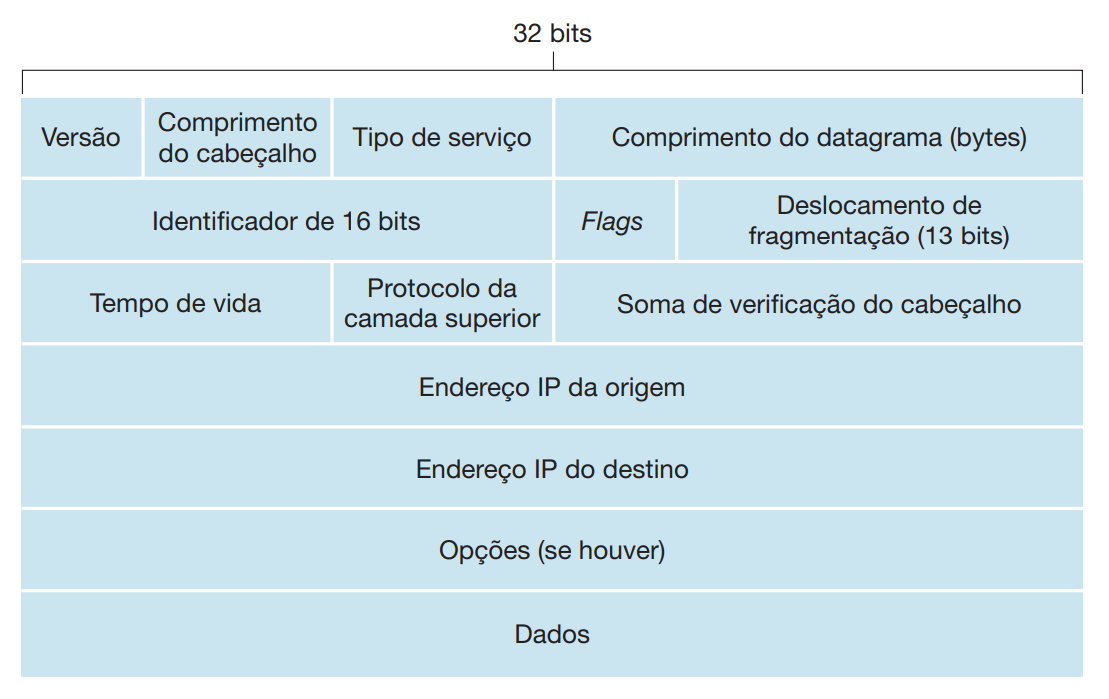 32 bits
Versão
Comprimento
do cabeçalho
Tipo de serviço
Comprimento do datagrama (bytes)
Identificador de 16 bits
Flags
Deslocamento de
fragmentação (13 bits)
Tempo de vida
Protocolo da
camada superior
Soma de verificação do cabeçalho
Endereço IP da origem
Endereço IP do destino
Opções (se houver)
Dados